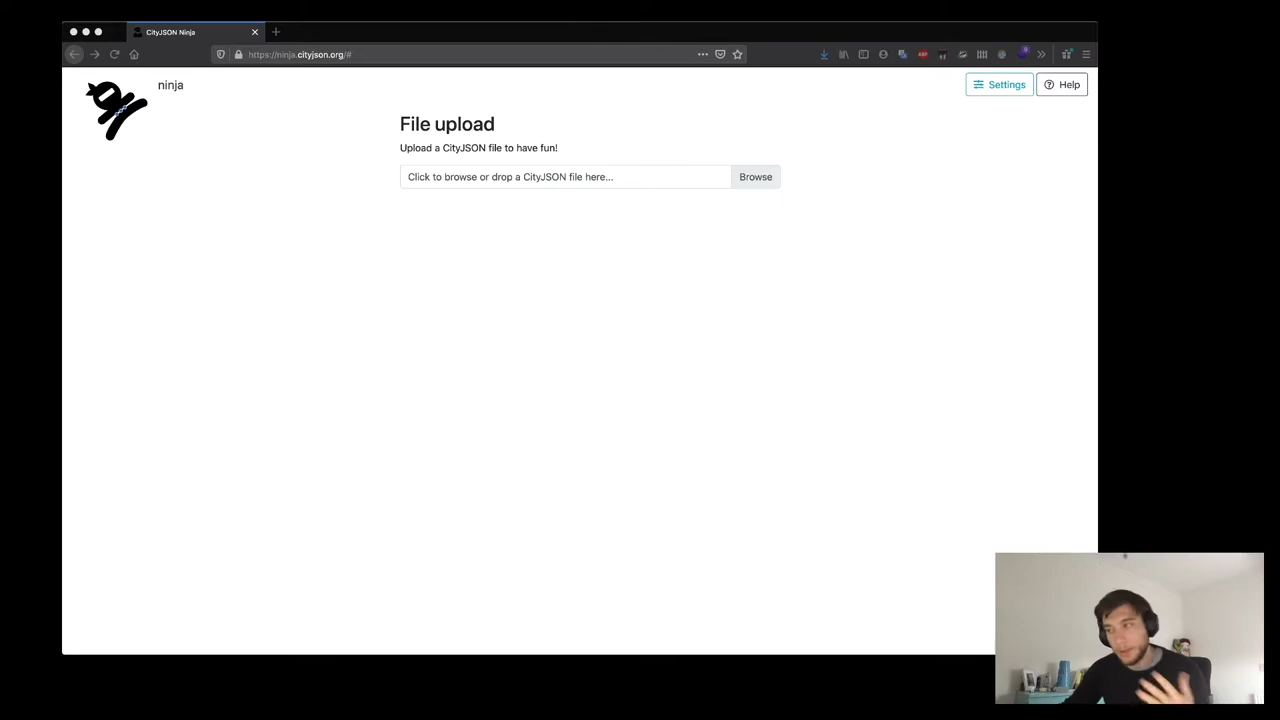 CityJSON Ninja
https://ninja.cityjson.org/#
ninja
Settings
Help
File upload
Upload a CityJSON file to have fun!
Click to browse or drop a CityJSON file here...
Browse